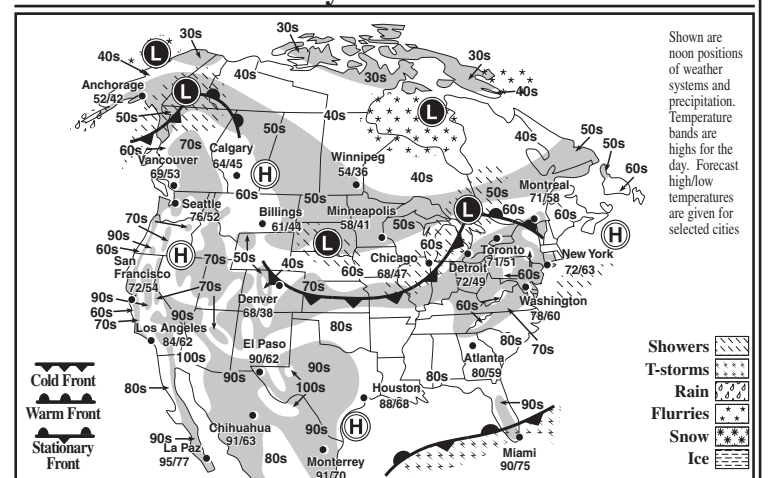 30s
30s
L
30s
40s
40s
30s
Anchorage
52/42
L
40s
40s
L
50s
50s
40s
50s
50s
60s
70s
Vancouver
69/53
Calgary
64/45
H
Winnipeg
54/36
40s
60s
60s
50s
50s
Seattle
76/52
Billings
61/44
Minneapolis
58/41
L
Montreal
71/58
60s
60s
70s
90s
60s
San
Francisco
72/54
H
70s
50s
40s
L
50s
60s
60s
Chicago
68/47
Detroit
72/49
Toronto
71/51
H
New York
72/63
60s
70s
70s
Denver
68/38
Washington
78/60
60s
90s
60s
70s
90s
Los Angeles
84/62
80s
El Paso
90/62
100s
80s
90s
90s
100s
80s
Atlanta
80/59
80s
70s
Houston
88/68
Chihuahua
91/63
90s
H
90s
90s
La Paz
95/77
80s
Monterrey
91/70
Miami
90/75
Shown are
noon positions
of weather
systems and
precipitation.
Temperature
bands are
highs for the
day. Forecast
high/low
temperatures
are given for
selected cities
Cold Front
Warm Front
Stationary
Front
Showers
T-storms
Rain
Flurries
Snow
Ice